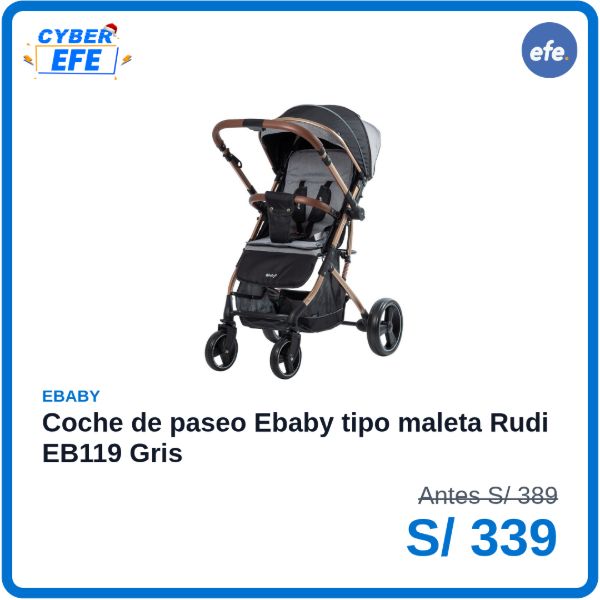 CYBER
EFE
efe.
EBABY
Coche de paseo Ebaby tipo maleta Rudi
EB119 Gris
Antes S/ 389
S/ 339